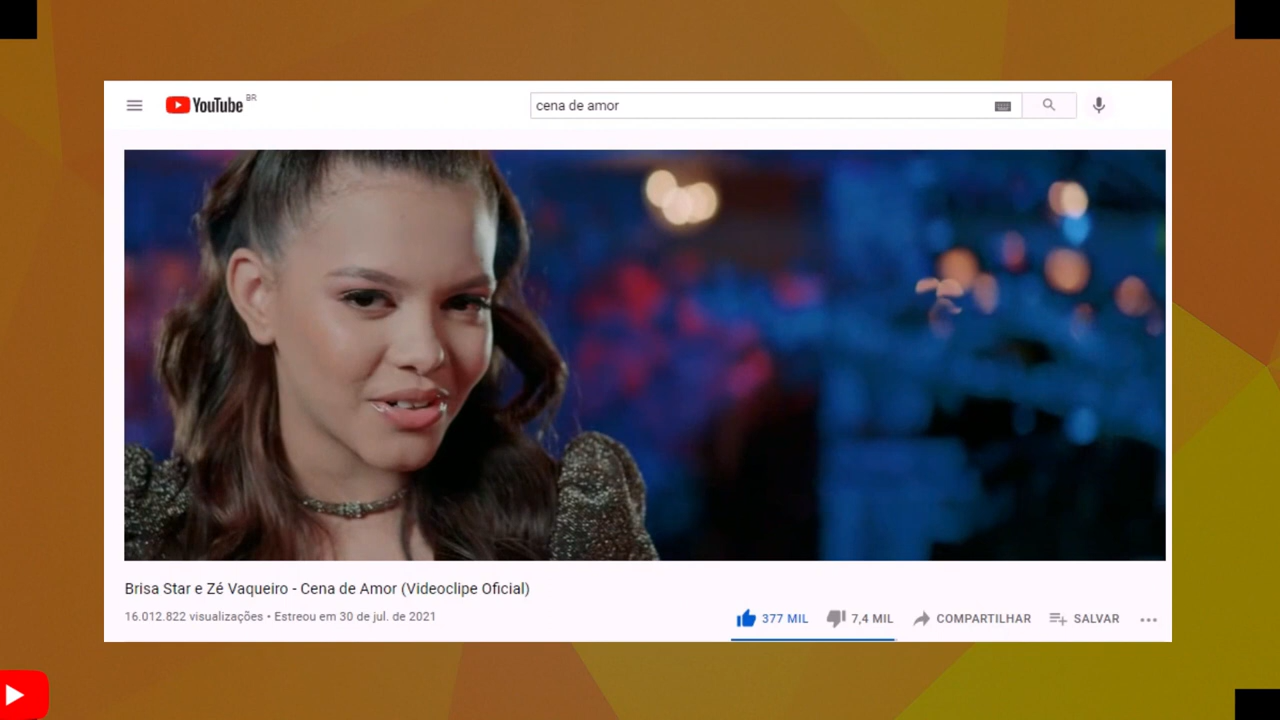 YouTube BR
cena de amor
Brisa Star e Zé Vaqueiro - Cena de Amor (Videoclipe Oficial)
16.012.822 visualizações • Estreou em 30 de jul. de 2021
377 MIL 7,4 MIL COMPARTILHAR SALVAR